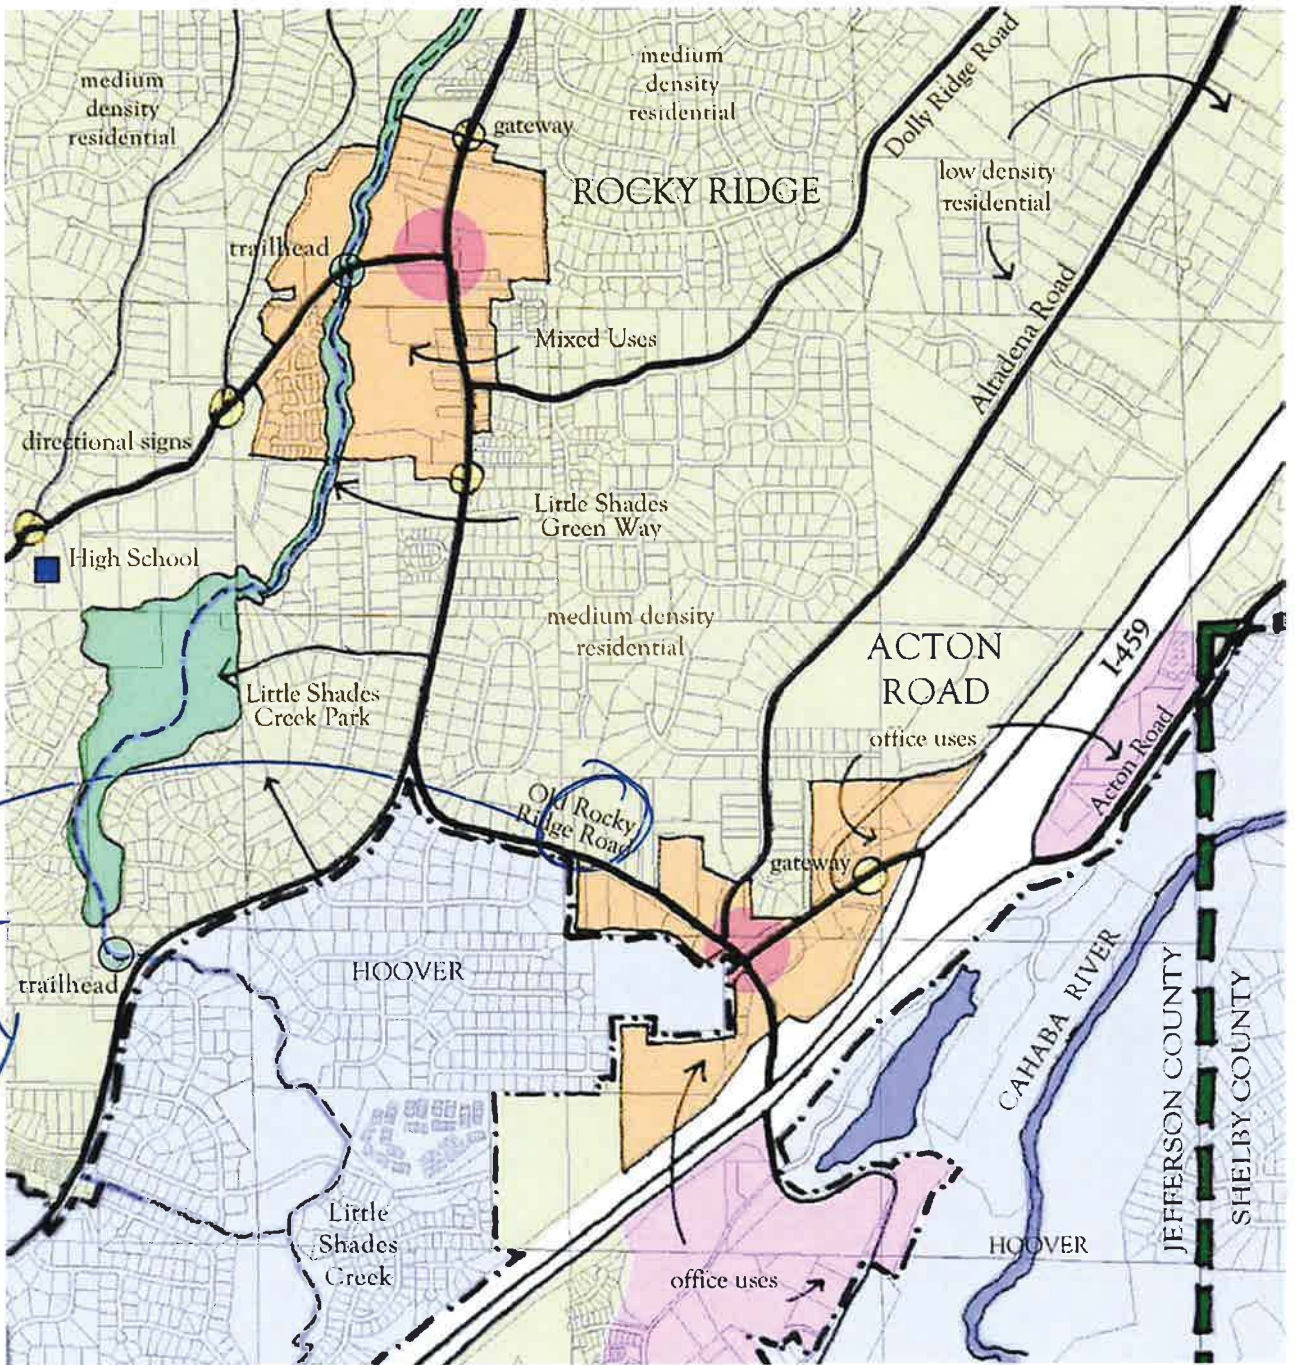 medium
density
residential
medium
density
residential
gateway
Dolly Ridge Road
low density
residential
ROCKY RIDGE
trailhead
Mixed Uses
Altadena Road
directional signs
Little Shades
Green Way
High School
medium density
residential
ACTON
ROAD
I-459
Little Shades
Creek Park
office uses
Acton Road
Old Rocky
Ridge Road
gateway
HOOVER
trailhead
CAHABA RIVER
JEFFERSON COUNTY
SHELBY COUNTY
Little
Shades
Creek
HOOVER
office uses